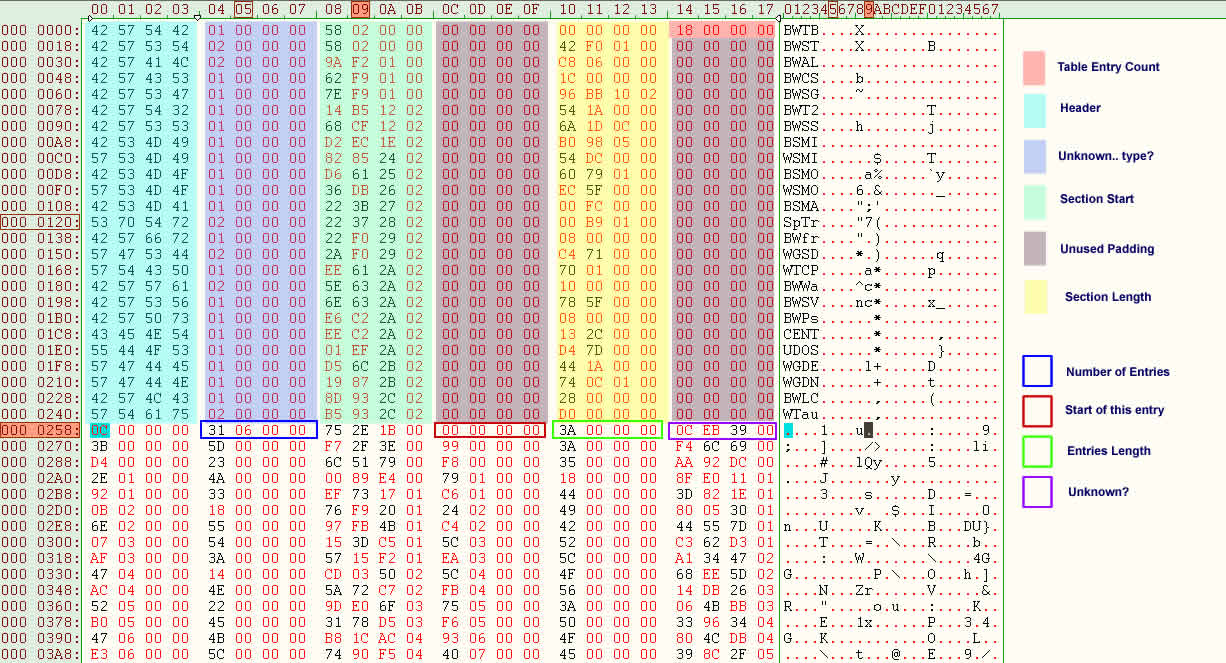 00 01 02 03 04 05 06 07 08 09 0A 0B 0C 0D 0E 0F 10 11 12 13 14 15 16 17 0123456789ABCDEF01234567
000 0000: 42 57 54 42 01 00 00 00 58 02 00 00 00 00 00 00 00 00 00 00 18 00 00 00 BWTB....X...............
000 0018: 42 57 53 54 02 00 00 00 58 02 00 00 00 00 00 00 42 F0 01 00 00 00 00 00 BWST....X.......B.......
000 0030: 42 57 41 4C 02 00 00 00 9A F2 01 00 00 00 00 00 C8 06 00 00 00 00 00 00 BWAL....................
000 0048: 42 57 43 53 01 00 00 00 62 F9 01 00 00 00 00 00 1C 00 00 00 00 00 00 00 BWCS....b...............
000 0060: 42 57 53 47 01 00 00 00 7E F9 01 00 00 00 00 00 96 BB 10 02 00 00 00 00 BWSG....~...............
000 0078: 42 57 54 32 01 00 00 00 14 B5 12 02 00 00 00 00 54 1A 00 00 00 00 00 00 BWT2............T.......
000 0090: 42 57 53 53 01 00 00 00 68 CF 12 02 00 00 00 00 6A 1D 0C 00 00 00 00 00 BWSS....h.......j.......
000 00A8: 42 53 4D 49 01 00 00 00 D2 EC 1E 02 00 00 00 00 B0 98 05 00 00 00 00 00 BSMI....................
000 00C0: 57 53 4D 49 01 00 00 00 82 85 24 02 00 00 00 00 54 DC 00 00 00 00 00 00 WSMI......$.....T.......
000 00D8: 42 53 4D 4F 01 00 00 00 D6 61 25 02 00 00 00 00 60 79 01 00 00 00 00 00 BSMO.....a%.....`y......
000 00F0: 57 53 4D 4F 01 00 00 00 36 DB 26 02 00 00 00 00 EC 5F 00 00 00 00 00 00 WSMO....6.&......_......
000 0108: 42 53 4D 41 01 00 00 00 22 3B 27 02 00 00 00 00 00 FC 00 00 00 00 00 00 BSMA....";'.............
000 0120: 53 70 54 72 01 00 00 00 22 37 28 02 00 00 00 00 00 B9 01 00 00 00 00 00 SpTr...."7(.............
000 0138: 42 57 66 72 01 00 00 00 22 F0 29 02 00 00 00 00 08 00 00 00 00 00 00 00 BWfr....".).............
000 0150: 57 47 53 44 02 00 00 00 2A F0 29 02 00 00 00 00 C4 71 00 00 00 00 00 00 WGSD....*.)......q......
000 0168: 57 54 43 50 01 00 00 00 EE 61 2A 02 00 00 00 00 70 01 00 00 00 00 00 00 WTCP.....a*.....p.......
000 0180: 42 57 57 61 02 00 00 00 5E 63 2A 02 00 00 00 00 10 00 00 00 00 00 00 00 BWWa....^c*.............
000 0198: 42 57 53 56 01 00 00 00 6E 63 2A 02 00 00 00 00 78 5F 00 00 00 00 00 00 BWSV....nc*.....x_......
000 01B0: 42 57 50 73 01 00 00 00 E6 C2 2A 02 00 00 00 00 08 00 00 00 00 00 00 00 BWPs......*.............
000 01C8: 43 45 4E 54 01 00 00 00 EE C2 2A 02 00 00 00 00 13 2C 00 00 00 00 00 00 CENT......*......,......
000 01E0: 55 44 4F 53 01 00 00 00 01 EF 2A 02 00 00 00 00 D4 7D 00 00 00 00 00 00 UDOS......*......}......
000 01F8: 57 47 44 45 01 00 00 00 D5 6C 2B 02 00 00 00 00 44 1A 00 00 00 00 00 00 WGDE.....l+.....D.......
000 0210: 57 47 44 4E 01 00 00 00 19 87 2B 02 00 00 00 00 74 0C 01 00 00 00 00 00 WGDN......+.....t.......
000 0228: 42 57 4C 43 01 00 00 00 8D 93 2C 02 00 00 00 00 28 00 00 00 00 00 00 00 BWLC......,.....(.......
000 0240: 57 54 61 75 02 00 00 00 B5 93 2C 02 00 00 00 00 D0 00 00 00 00 00 00 00 WTau......,.............
000 0258: 0C 00 00 00 31 06 00 00 75 2E 1B 00 00 00 00 00 3A 00 00 00 0C EB 39 00 ....1...u.......:.....9.
000 0270: 3B 00 00 00 5D 00 00 00 F7 2F 3E 00 99 00 00 00 3A 00 00 00 F4 6C 69 00 ;...]..../>.....:....li.
000 0288: D4 00 00 00 23 00 00 00 6C 51 79 00 F8 00 00 00 35 00 00 00 AA 92 DC 00 ....#...lQy.....5.......
000 02A0: 2E 01 00 00 4A 00 00 00 00 89 E4 00 79 01 00 00 18 00 00 00 8F E0 11 01 ....J.......y...........
000 02B8: 92 01 00 00 33 00 00 00 EF 73 17 01 C6 01 00 00 44 00 00 00 3D 82 1E 01 ....3....s......D...=...
000 02D0: 0B 02 00 00 18 00 00 00 76 F9 20 01 24 02 00 00 49 00 00 00 80 05 30 01 ........v. .$...I.....0.
000 02E8: 6E 02 00 00 55 00 00 00 97 FB 4B 01 C4 02 00 00 42 00 00 00 44 55 7D 01 n...U.....K.....B...DU}.
000 0300: 07 03 00 00 54 00 00 00 15 3D C5 01 5C 03 00 00 52 00 00 00 C3 62 D3 01 ....T....=..\...R....b..
000 0318: AF 03 00 00 3A 00 00 00 57 15 F2 01 EA 03 00 00 5C 00 00 00 A1 34 47 02 ....:...W.......\....4G.
000 0330: 47 04 00 00 14 00 00 00 CD 03 50 02 5C 04 00 00 4F 00 00 00 68 EE 5D 02 G.........P.\...O...h.].
000 0348: AC 04 00 00 4E 00 00 00 5A 72 C7 02 FB 04 00 00 56 00 00 00 14 DB 26 03 ....N...Zr......V.....&.
000 0360: 52 05 00 00 22 00 00 00 9D E0 6F 03 75 05 00 00 3A 00 00 00 06 4B BB 03 R...".....o.u...:....K..
000 0378: B0 05 00 00 45 00 00 00 31 78 D5 03 F6 05 00 00 50 00 00 00 33 96 34 04 ....E...1x......P...3.4.
000 0390: 47 06 00 00 4B 00 00 00 B8 1C AC 04 93 06 00 00 4F 00 00 00 80 4C DB 04 G...K...........O....L..
000 03A8: E3 06 00 00 5C 00 00 00 74 90 F5 04 40 07 00 00 45 00 00 00 39 8C 2F 05 ....\...t...@...E...9./.
Table Entry Count
Header
Unknown.. type?
Section Start
Unused Padding
Section Length
Number of Entries
Start of this entry
Entries Length
Unknown?